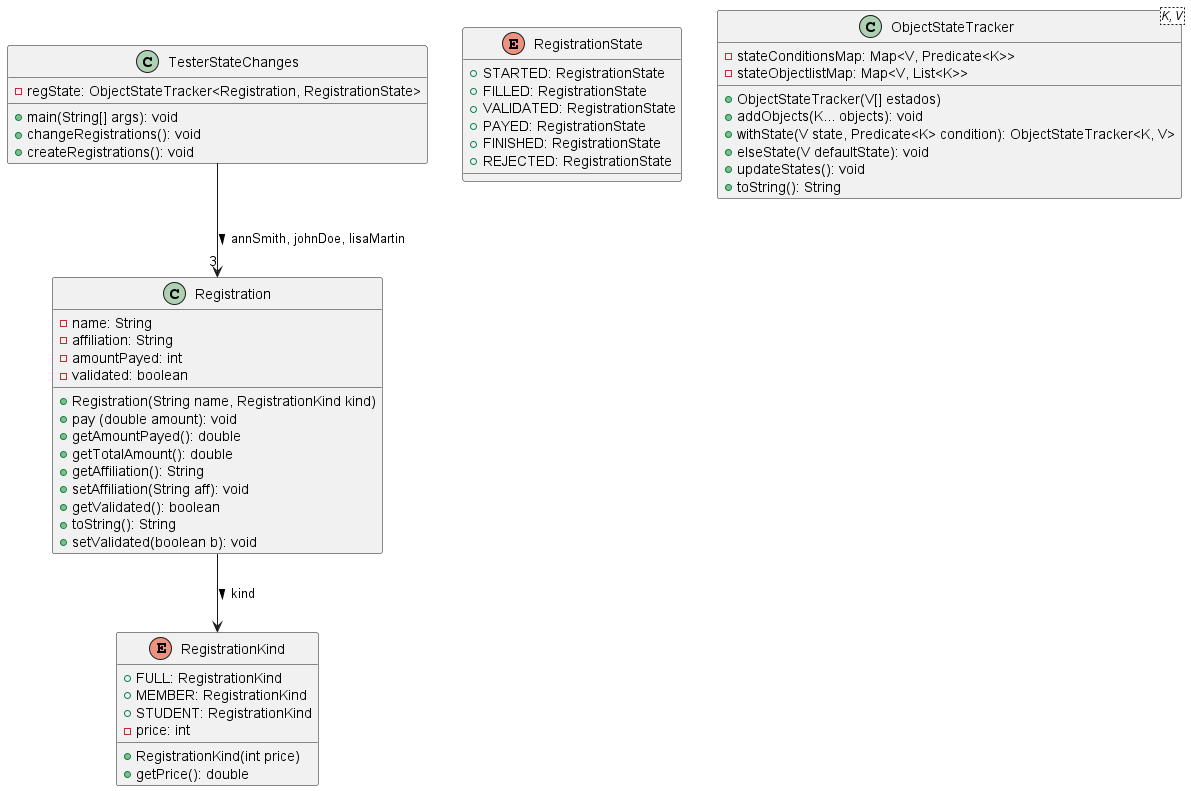 C TesterStateChanges
regState: ObjectStateTracker<Registration, RegistrationState>
main(String[] args): void
changeRegistrations(): void
createRegistrations(): void
E RegistrationState
STARTED: RegistrationState
FILLED: RegistrationState
VALIDATED: RegistrationState
PAYED: RegistrationState
FINISHED: RegistrationState
REJECTED: RegistrationState
C ObjectStateTracker
K, V
stateConditionsMap: Map<V, Predicate<K>>
stateObjectlistMap: Map<V, List<K>>
ObjectStateTracker(V[] estados)
addObjects(K... objects): void
withState(V state, Predicate<K> condition): ObjectStateTracker<K, V>
elseState(V defaultState): void
updateStates(): void
toString(): String
annSmith, johnDoe, lisaMartin
3
C Registration
name: String
affiliation: String
amountPayed: int
validated: boolean
Registration(String name, RegistrationKind kind)
pay (double amount): void
getAmountPayed(): double
getTotalAmount(): double
getAffiliation(): String
setAffiliation(String aff): void
getValidated(): boolean
toString(): String
setValidated(boolean b): void
kind
E RegistrationKind
FULL: RegistrationKind
MEMBER: RegistrationKind
STUDENT: RegistrationKind
price: int
RegistrationKind(int price)
getPrice(): double